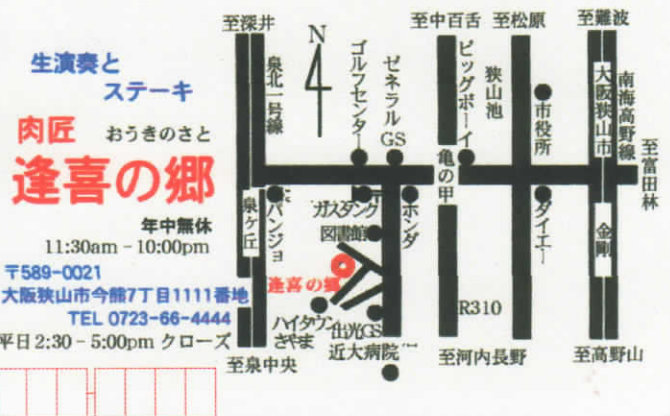 生演奏と
ステーキ
肉匠 おうきのさと
逢喜の郷
年中無休
11:30am - 10:00pm
〒589-0021
大阪狭山市今熊7丁目1111番地
TEL 0723-66-4444
平日2:30 - 5:00pm クローズ
至深井
至中百舌
至松原
至難波
N
泉北一号線
ゴルフセンター
ゼネラルGS
ビッグボーイ
狭山池
市役所
大阪狭山市
南海高野線
至富田林
亀の甲
泉ヶ丘
パンジョ
ガスタンク
図書館
ホンダ
ダイエー
金剛
逢喜の郷
ハイタウン
さやま
出光GS
近大病院
R310
至泉中央
至河内長野
至高野山